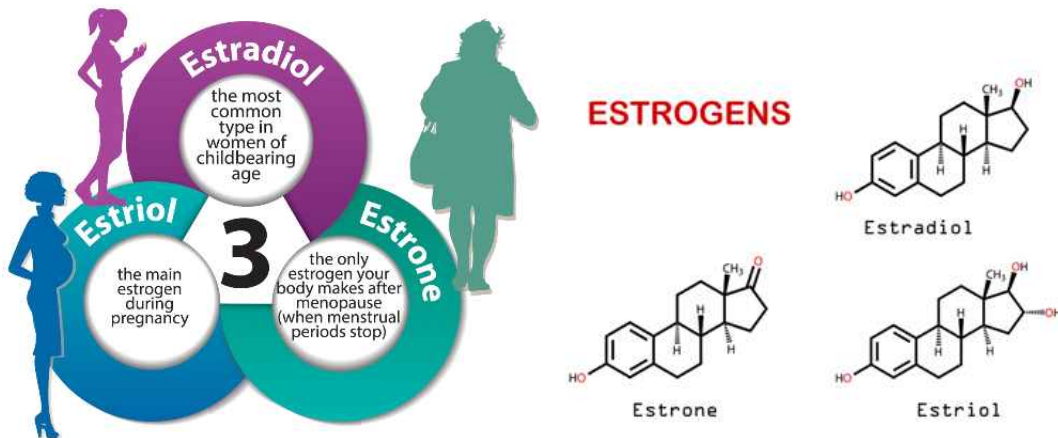 Estradiol
the most
common
type in
women of
childbearing
age
Estriol
the main
estrogen
during
pregnancy
3
Estrone
the only
estrogen your
body makes after
menopause
(when menstrual
periods stop)
ESTROGENS
OH
CH3
H
H
H
HO
Estradiol
O
CH3
H
H
H
HO
Estrone
OH
CH3
OH
H
H
H
HO
Estriol